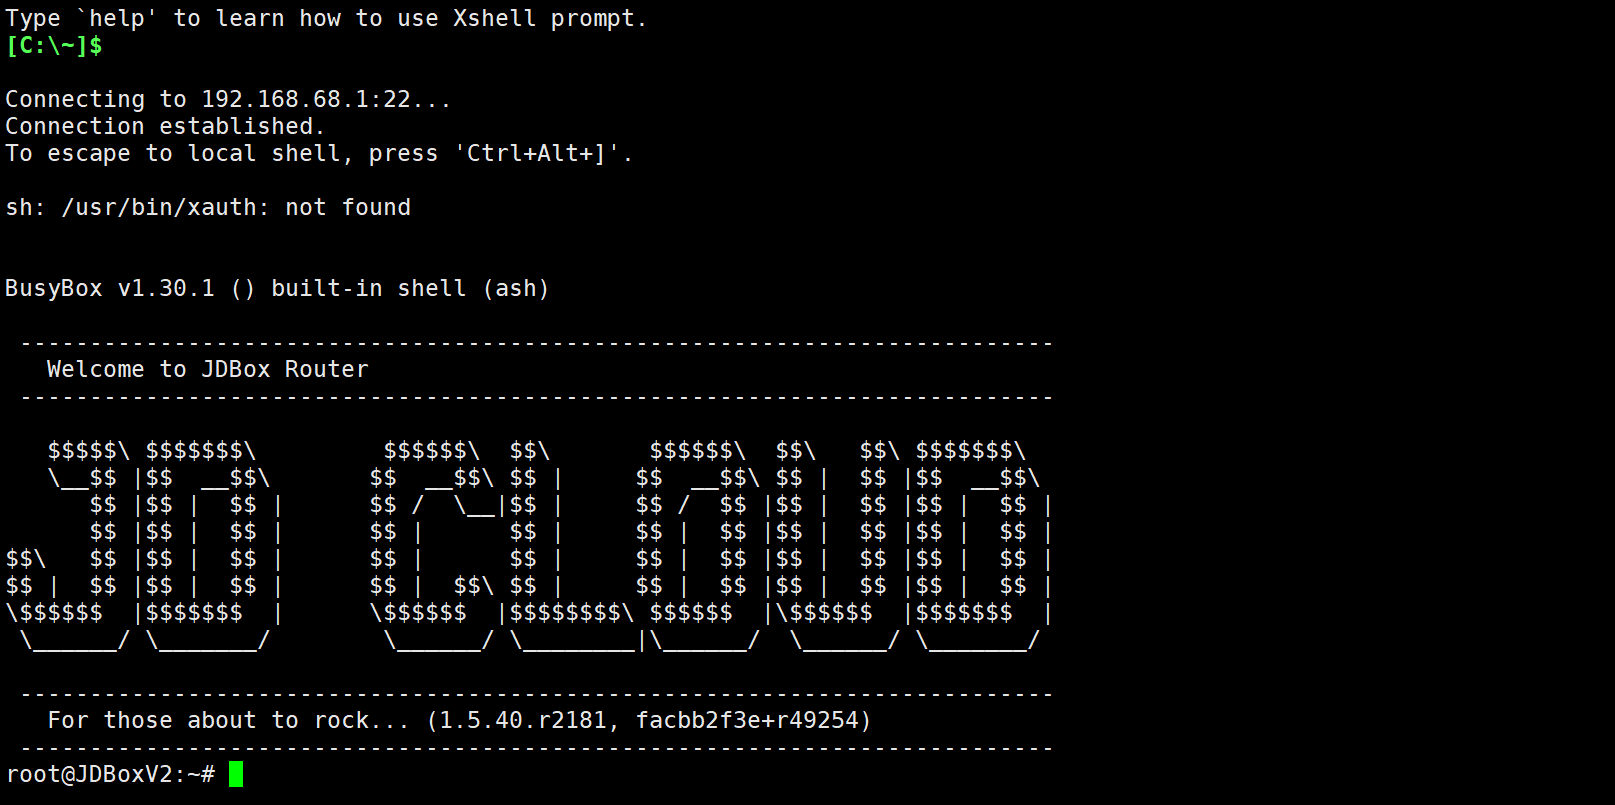 Type `help' to learn how to use Xshell prompt.
[C:\~]$

Connecting to 192.168.68.1:22...
Connection established.
To escape to local shell, press 'Ctrl+Alt+]'.

sh: /usr/bin/xauth: not found


BusyBox v1.30.1 () built-in shell (ash)

 --------------------------------------------------------------------------
   Welcome to JDBox Router
 --------------------------------------------------------------------------

   $$$$$\ $$$$$$$\         $$$$$$\  $$\       $$$$$$\  $$\   $$\ $$$$$$$\
   \__$$ |$$  __$$\       $$  __$$\ $$ |     $$  __$$\ $$ |  $$ |$$  __$$\
      $$ |$$ |  $$ |      $$ /  \__|$$ |     $$ /  $$ |$$ |  $$ |$$ |  $$ |
      $$ |$$ |  $$ |      $$ |      $$ |     $$ |  $$ |$$ |  $$ |$$ |  $$ |
$$\   $$ |$$ |  $$ |      $$ |      $$ |     $$ |  $$ |$$ |  $$ |$$ |  $$ |
$$ |  $$ |$$ |  $$ |      $$ |  $$\ $$ |     $$ |  $$ |$$ |  $$ |$$ |  $$ |
\$$$$$$  |$$$$$$$  |      \$$$$$$  |$$$$$$$$\ $$$$$$  |\$$$$$$  |$$$$$$$  |
 \______/ \_______/        \______/ \________|\______/  \______/ \_______/

 --------------------------------------------------------------------------
   For those about to rock... (1.5.40.r2181, facbb2f3e+r49254)
 --------------------------------------------------------------------------
root@JDBoxV2:~#